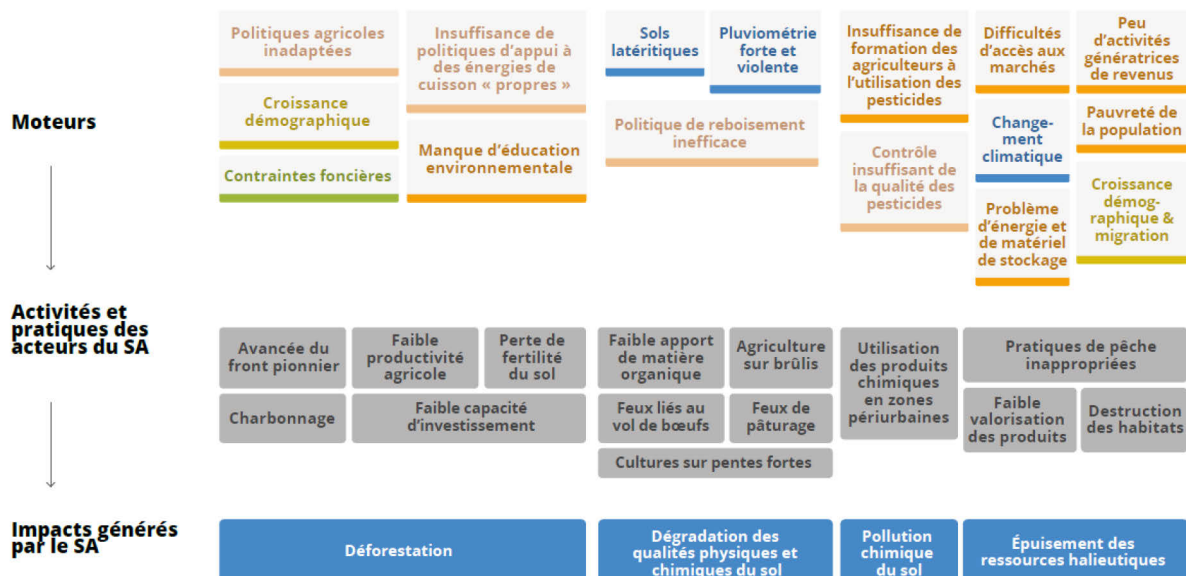 Moteurs
Politiques agricoles
inadaptées
Croissance
démographique
Contraintes foncières
Insuffisance de
politiques d'appui à
des énergies de
cuisson « propres »
Manque d'éducation
environnementale
Sols
latéritiques
Pluviométrie
forte et
violente
Politique de reboisement
inefficace
Insuffisance de
formation des
agriculteurs à
l'utilisation des
pesticides
Contrôle
insuffisant de
la qualité des
pesticides
Difficultés
d'accès aux
marchés
Change-
ment
climatique
Problème
d'énergie et
de matériel
de stockage
Peu
d'activités
génératrices
de revenus
Pauvreté de
la population
Croissance
démog-
raphique &
migration
Activités et
pratiques des
acteurs du SA
Avancée du
front pionnier
Faible
productivité
agricole
Perte de
fertilité
du sol
Charbonnage
Faible capacité
d'investissement
Faible apport
de matière
organique
Agriculture
sur brûlis
Feux liés au
vol de bœufs
Feux de
pâturage
Cultures sur pentes fortes
Utilisation
des produits
chimiques
en zones
périurbaines
Pratiques de pêche
inappropriées
Faible
valorisation
des produits
Destruction
des habitats
Impacts générés
par le SA
Déforestation
Dégradation des
qualités physiques et
chimiques du sol
Pollution
chimique
du sol
Épuisement des
ressources halieutiques